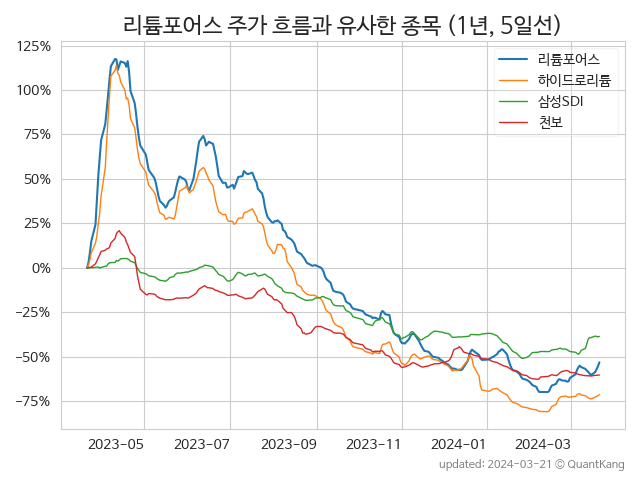 리튬포어스 주가 흐름과 유사한 종목 (1년, 5일선)
125%
100%
75%
50%
25%
0%
−25%
−50%
−75%
리튬포어스
하이드로리튬
삼성SDI
천보
2023-05
2023-07
2023-09
2023-11
2024-01
2024-03
updated: 2024-03-21 © QuantKang